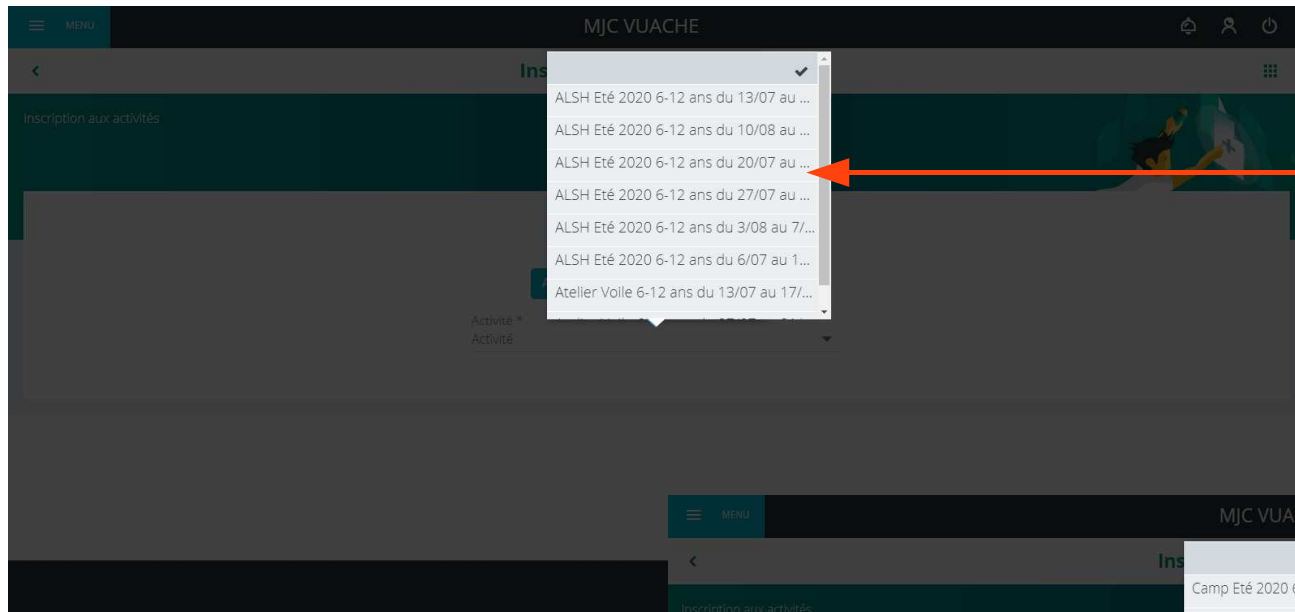 MENU
MJC VUACHE
Ins
Inscription aux activités
ALSH Eté 2020 6-12 ans du 13/07 au ...
ALSH Eté 2020 6-12 ans du 10/08 au ...
ALSH Eté 2020 6-12 ans du 20/07 au ...
ALSH Eté 2020 6-12 ans du 27/07 au ...
ALSH Eté 2020 6-12 ans du 3/08 au 7/...
ALSH Eté 2020 6-12 ans du 6/07 au 1...
Atelier Voile 6-12 ans du 13/07 au 17/...
Activité *
Activité
MENU
MJC VUA
Ins
Inscription aux activités
Camp Eté 2020 6